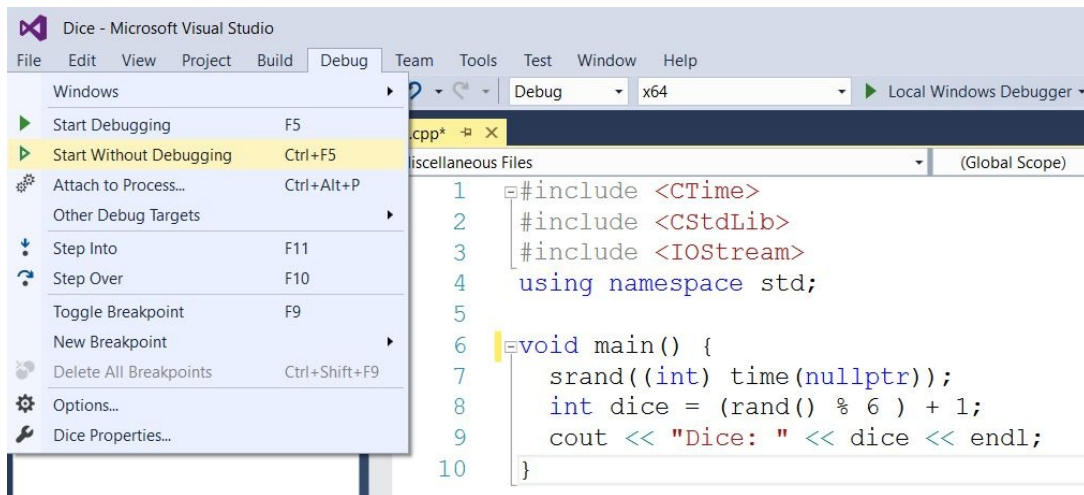 Dice - Microsoft Visual Studio
File Edit View Project Build Debug Team Tools Test Window Help
Debug x64 Local Windows Debugger
Windows
Start Debugging F5
Start Without Debugging Ctrl+F5
Attach to Process... Ctrl+Alt+P
Other Debug Targets
Step Into F11
Step Over F10
Toggle Breakpoint F9
New Breakpoint
Delete All Breakpoints Ctrl+Shift+F9
Options...
Dice Properties...
.cpp*
iscellaneous Files (Global Scope)
1 #include <CTime>
2 #include <CStdLib>
3 #include <IOStream>
4 using namespace std;
5
6 void main() {
7 srand((int) time(nullptr));
8 int dice = (rand() % 6 ) + 1;
9 cout << "Dice: " << dice << endl;
10 }